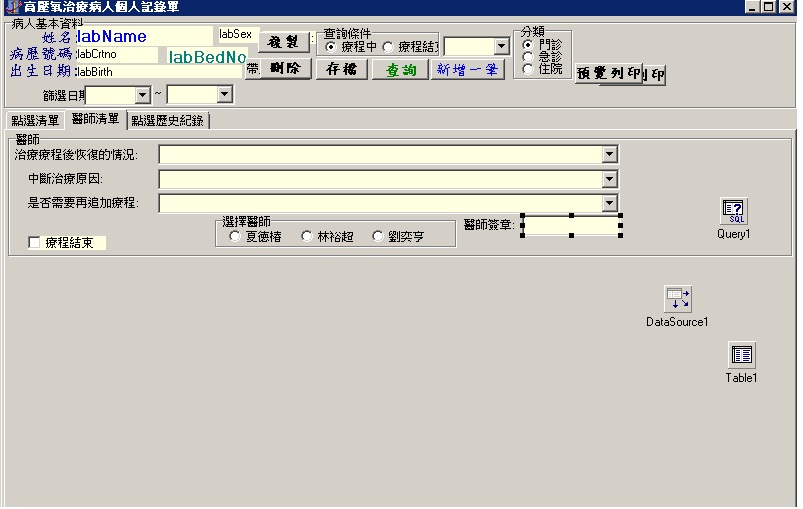 高壓氧治療病人個人記錄單
病人基本資料
姓名:labName
labSex
複製
查詢條件
療程中
療程結束
分類
門診
急診
住院
病歷號碼:labCrtno
labBedNo
出生日期:labBirth
帶
刪除
存檔
查詢
新增一筆
預覽列印
列印
篩選日期
~
點選清單
醫師清單
點選歷史紀錄
醫師
治療療程後恢復的情況:
中斷治療原因:
是否需要再追加療程:
療程結束
選擇醫師
夏德椿
林裕超
劉奕亨
醫師簽章:
SQL
Query1
DataSource1
Table1